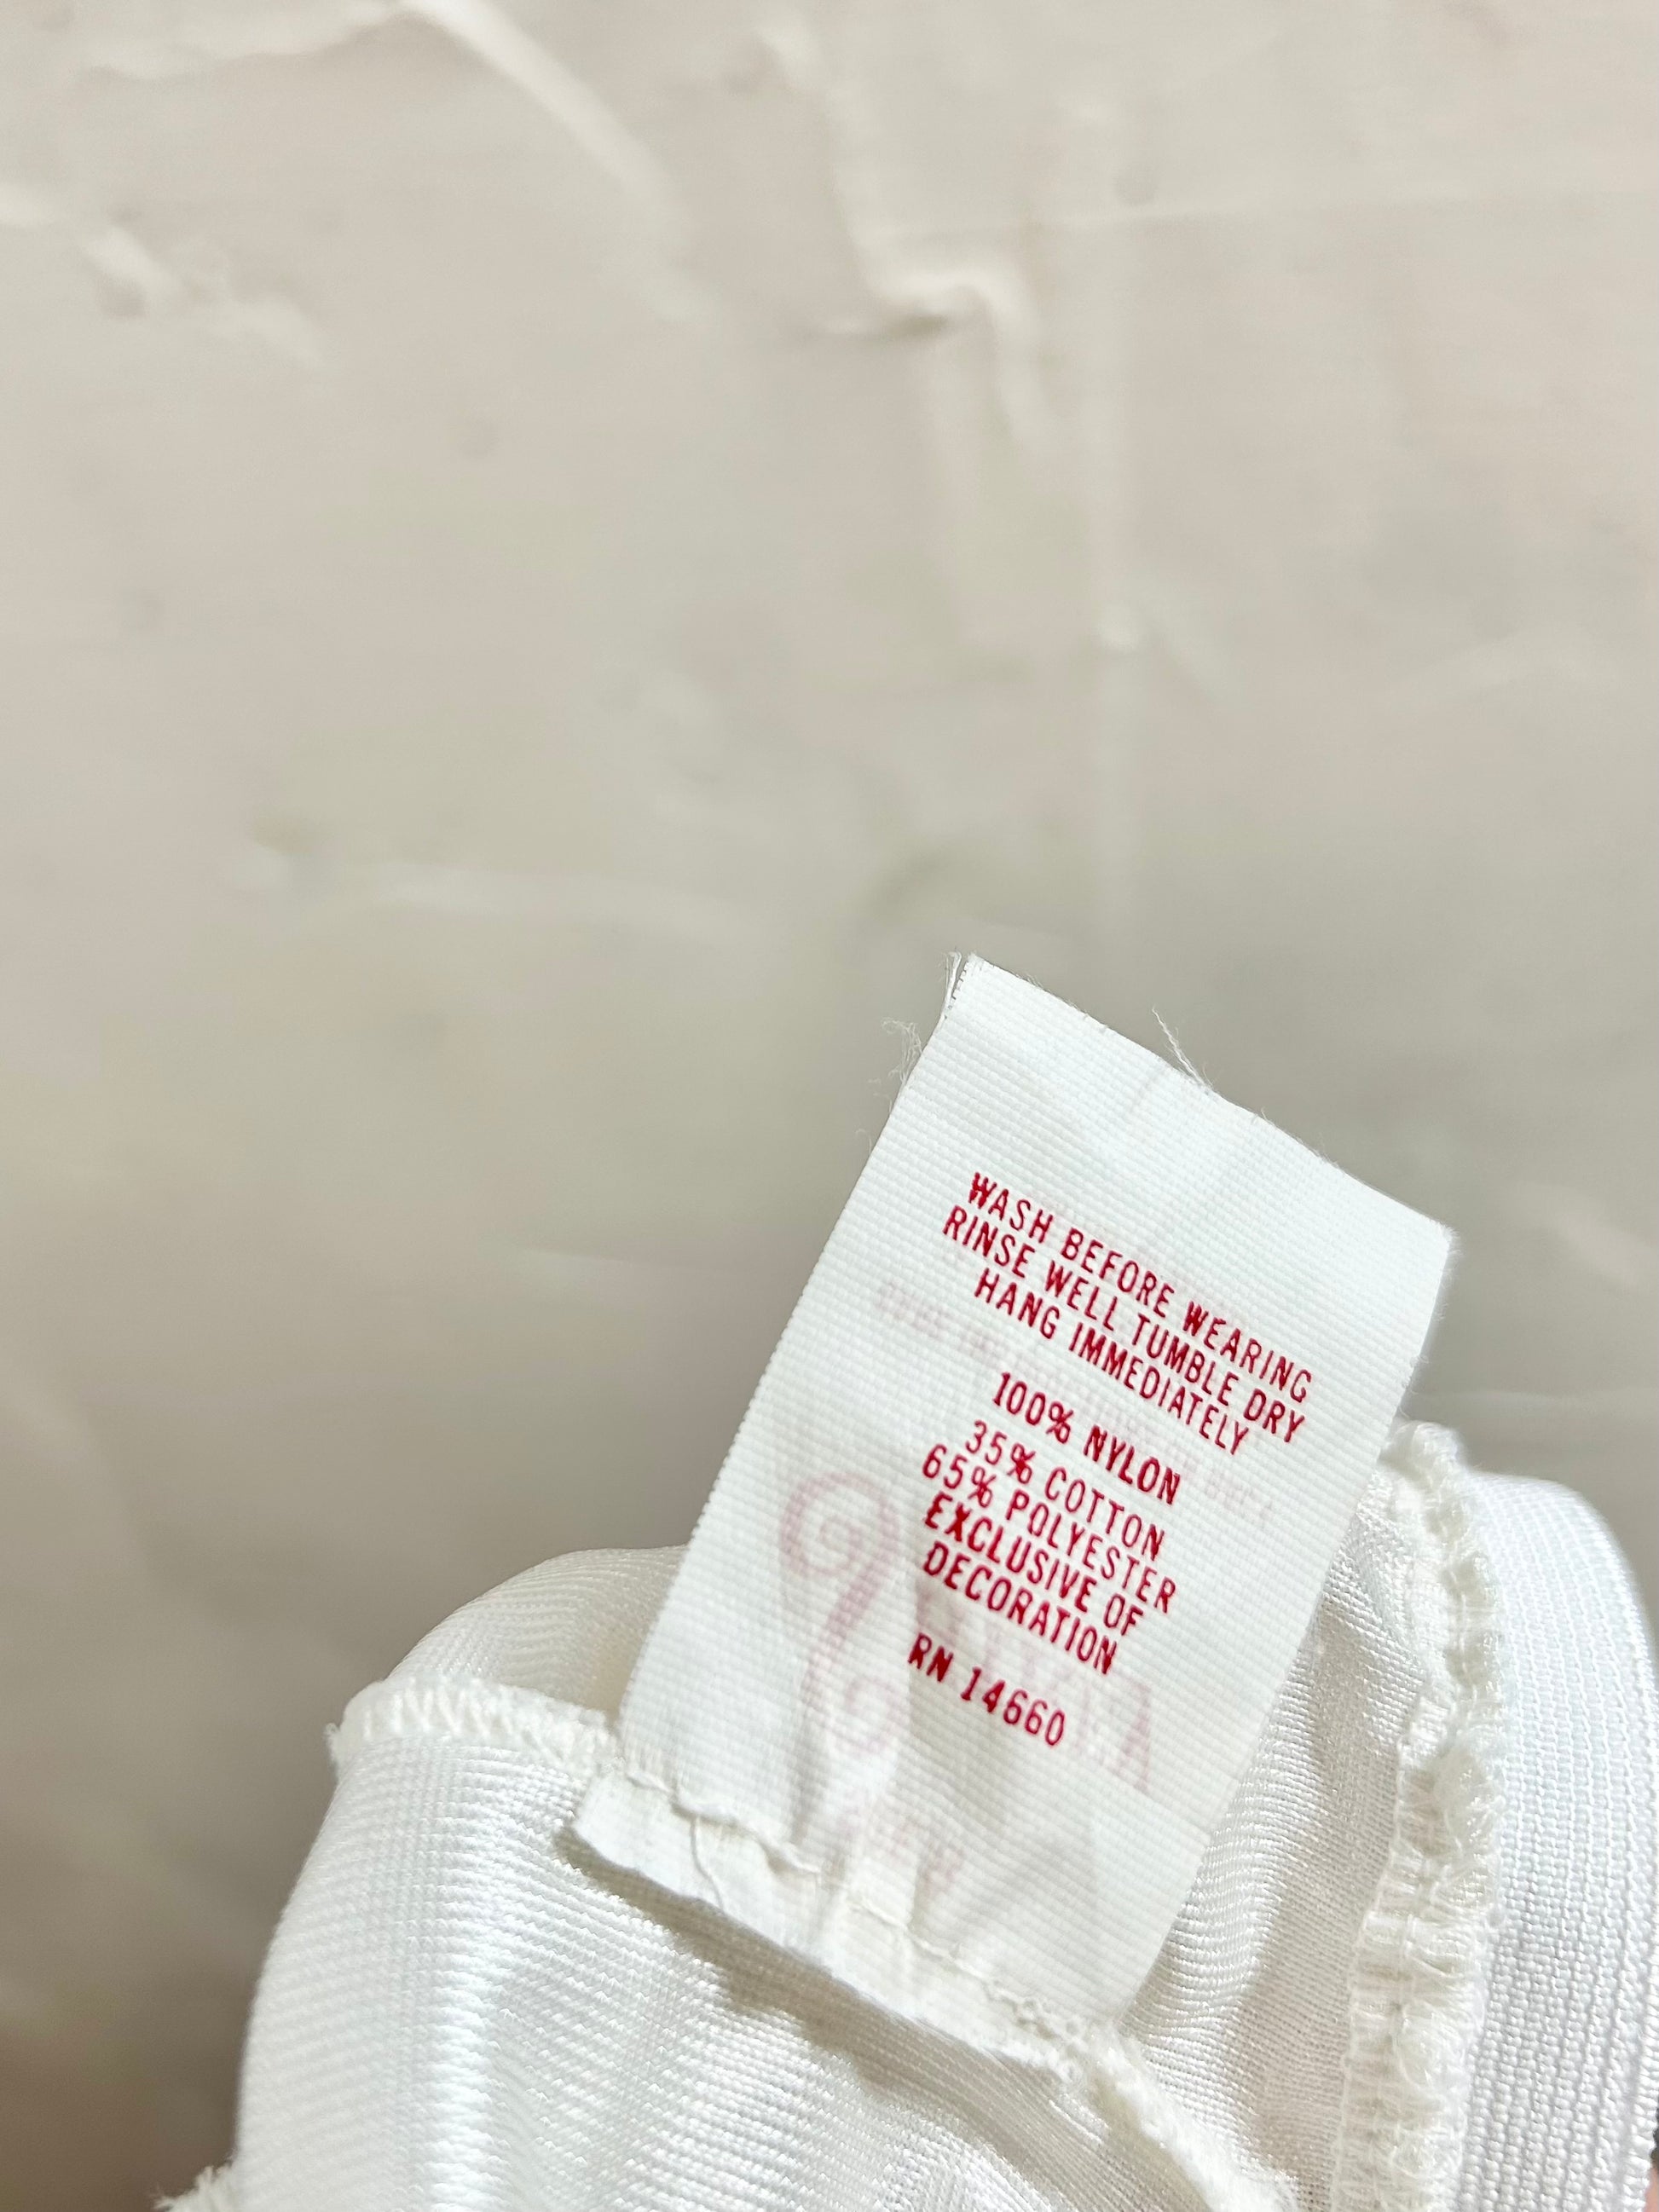 WASH BEFORE WEARING
RINSE WELL TUMBLE DRY
HANG IMMEDIATELY
100% NYLON
35% COTTON
65% POLYESTER
EXCLUSIVE OF
DECORATION
RN 14660